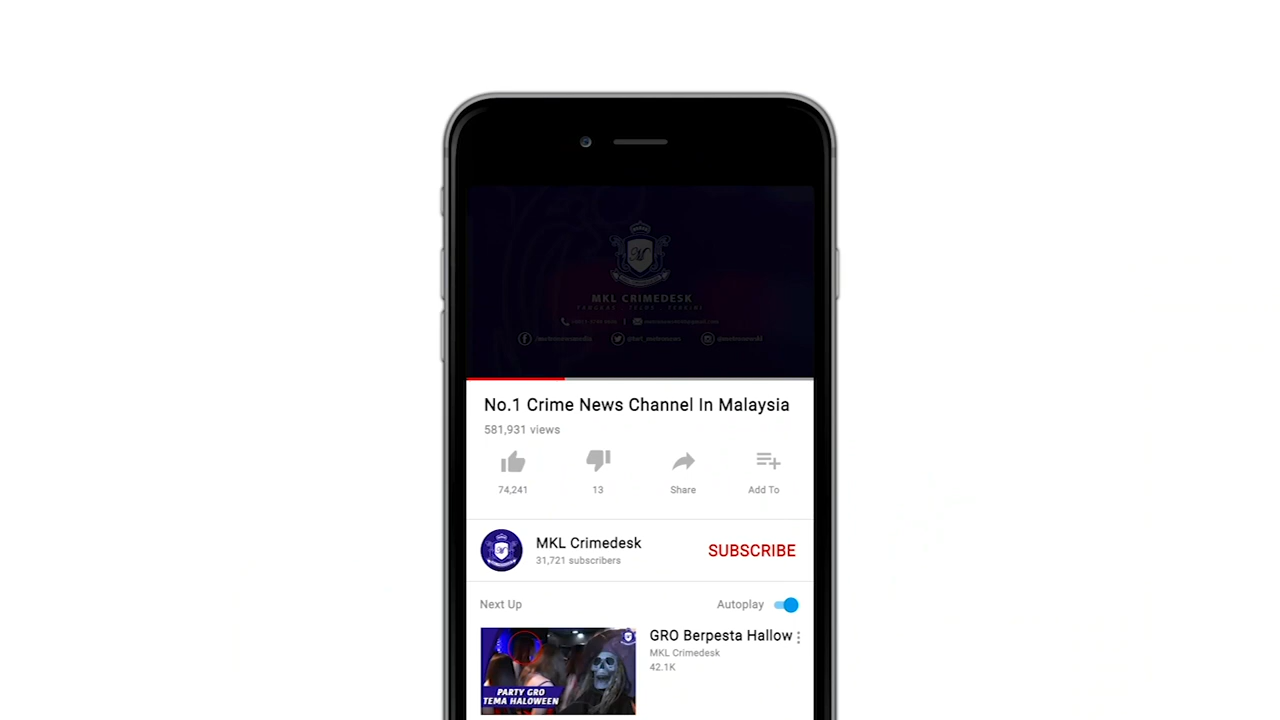 MKL CRIMEDESK
No.1 Crime News Channel In Malaysia
581,931 views
74,241
13
Share
Add To
MKL Crimedesk
31,721 subscribers
SUBSCRIBE
Next Up
Autoplay
GRO Berpesta Hallow
MKL Crimedesk
42.1K
PARTY GRO
TEMA HALOWEEN